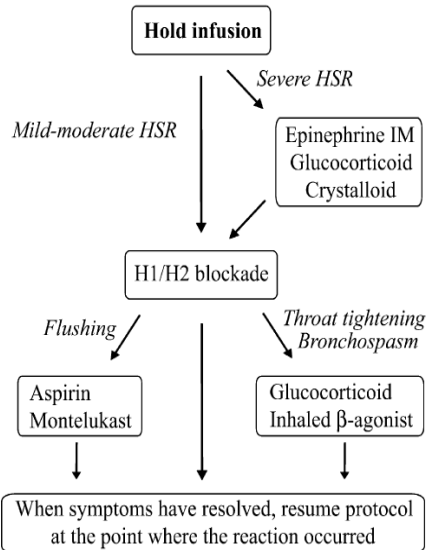 Hold infusion
Severe HSR
Mild-moderate HSR
Epinephrine IM
Glucocorticoid
Crystalloid
H1/H2 blockade
Flushing
Throat tightening
Bronchospasm
Aspirin
Montelukast
Glucocorticoid
Inhaled β-agonist
When symptoms have resolved, resume protocol
at the point where the reaction occurred